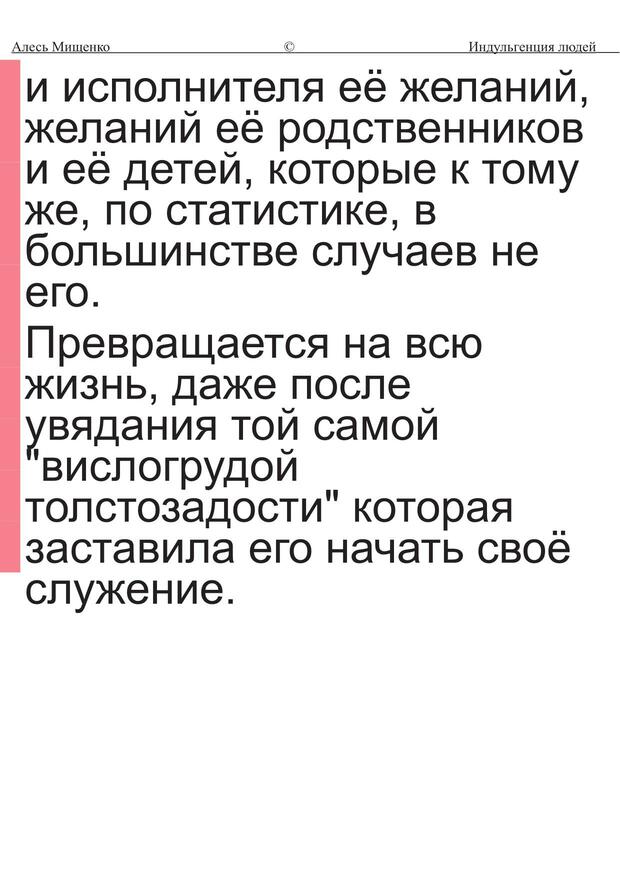 Алесь Мищенко © Индульгенция людей
и исполнителя её желаний,
желаний её родственников
и её детей, которые к тому
же, по статистике, в
большинстве случаев не
его.
Превращается на всю
жизнь, даже после
увядания той самой
"вислогрудой
толстозадости" которая
заставила его начать своё
служение.